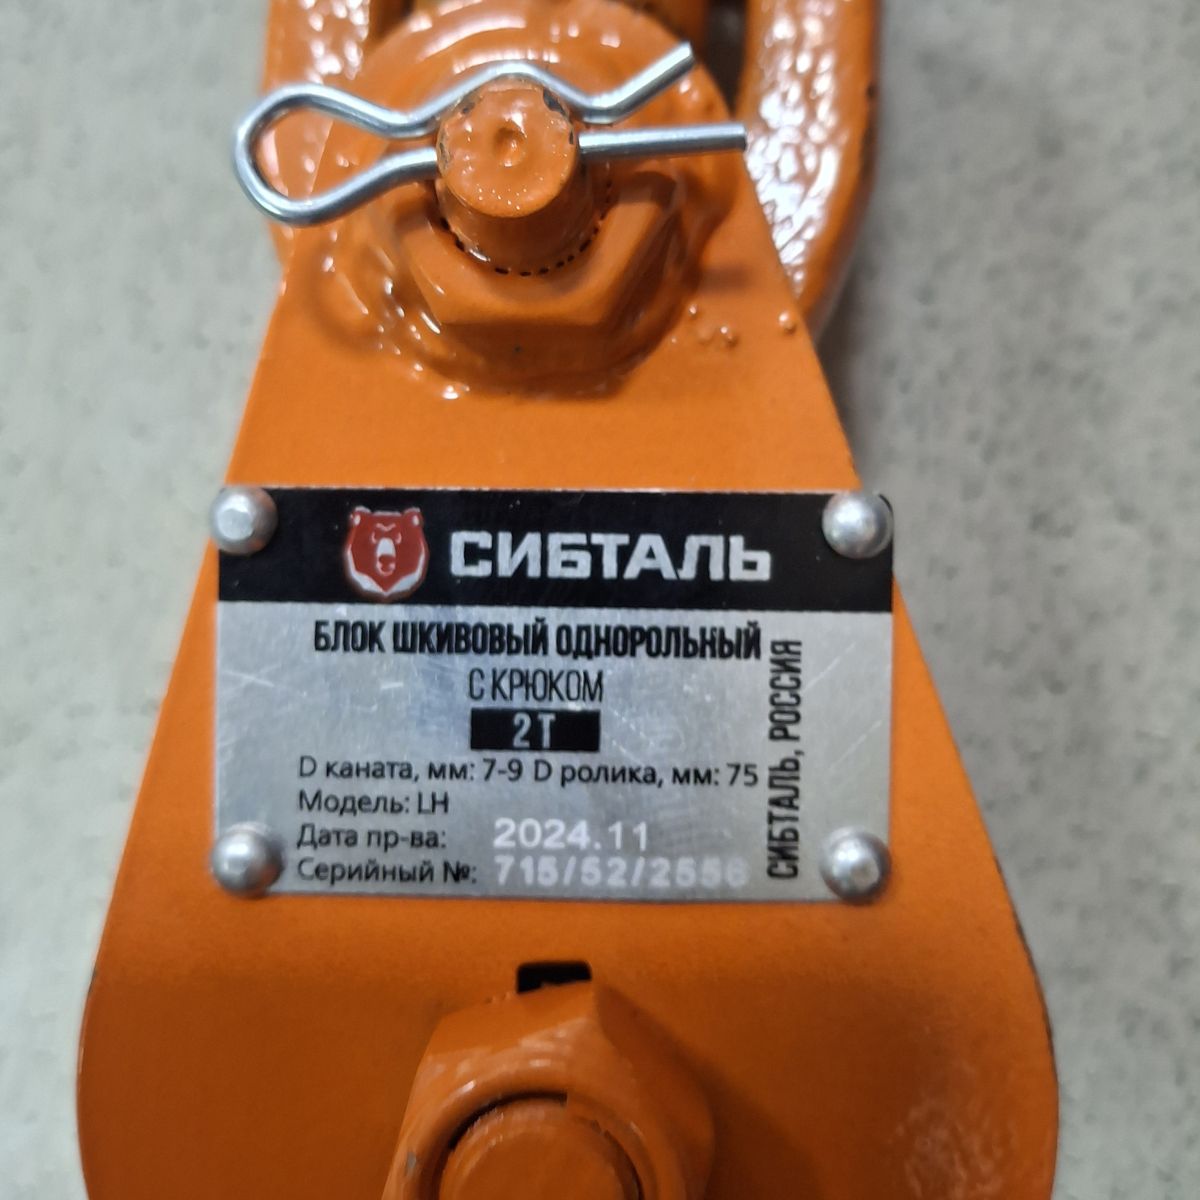 СИБТАЛЬ
БЛОК ШКИВОВЫЙ ОДНОРОЛЬНЫЙ
С КРЮКОМ
2Т
D каната, мм: 7-9 D ролика, мм: 75
Модель: LH
Дата пр-ва: 2024.11
Серийный №: 715/52/2556
СИБТАЛЬ, РОССИЯ